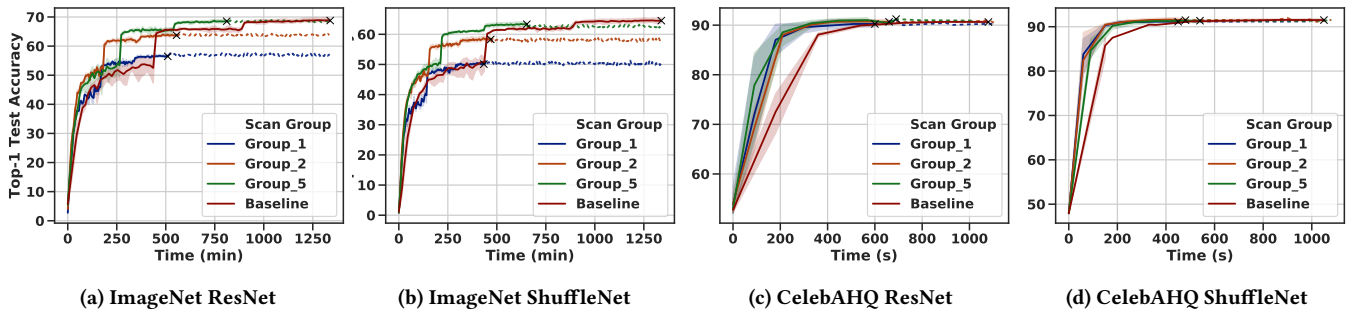 Top-1 Test Accuracy
70
60
50
40
30
20
10
0
Scan Group
Group_1
Group_2
Group_5
Baseline
0 250 500 750 1000 1250
Time (min)
(a) ImageNet ResNet
60
50
40
30
20
10
0
Scan Group
Group_1
Group_2
Group_5
Baseline
0 250 500 750 1000 1250
Time (min)
(b) ImageNet ShuffleNet
90
80
70
60
Scan Group
Group_1
Group_2
Group_5
Baseline
0 200 400 600 800 1000
Time (s)
(c) CelebAHQ ResNet
90
80
70
60
50
Scan Group
Group_1
Group_2
Group_5
Baseline
0 200 400 600 800 1000
Time (s)
(d) CelebAHQ ShuffleNet